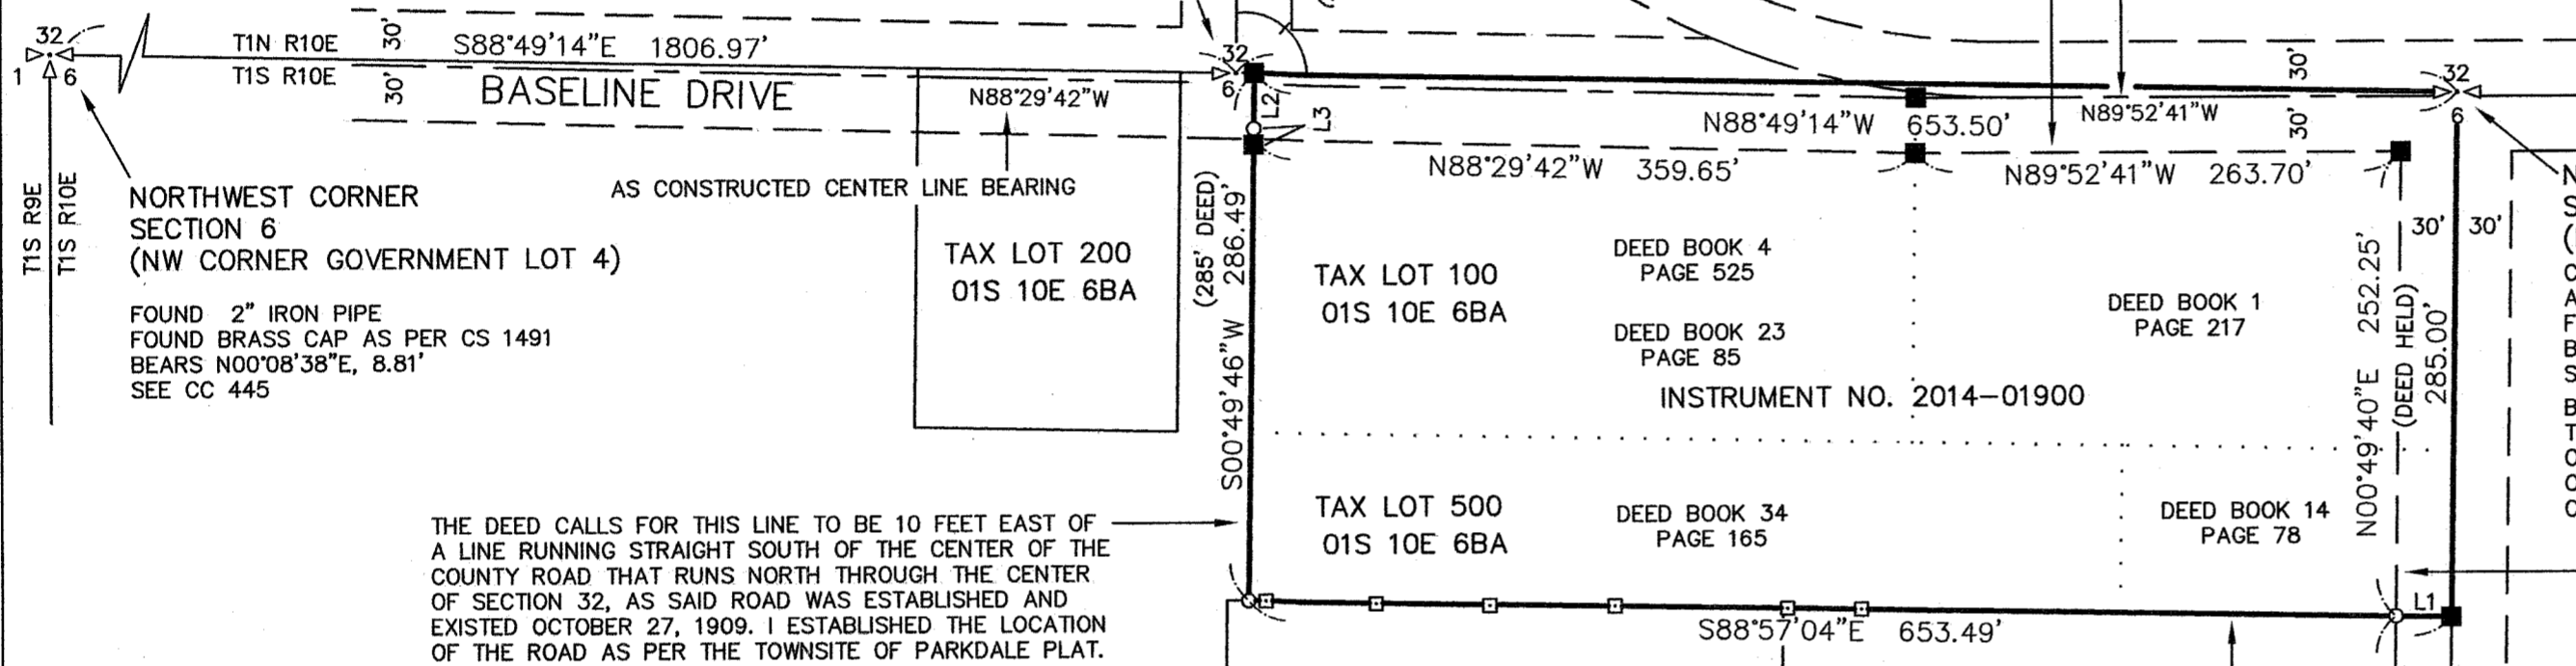 32
1 6
T1N R10E
T1S R10E
30'
30'
S88°49'14"E 1806.97'
BASELINE DRIVE
N88°29'42"W
AS CONSTRUCTED CENTER LINE BEARING
T1S R9E
T1S R10E
NORTHWEST CORNER
SECTION 6
(NW CORNER GOVERNMENT LOT 4)
FOUND 2" IRON PIPE
FOUND BRASS CAP AS PER CS 1491
BEARS N00°08'38"E, 8.81'
SEE CC 445
TAX LOT 200
01S 10E 6BA
32
6
L2
L3
N88°49'14"W 653.50'
N89°52'41"W
30'
30'
32
6
N88°29'42"W 359.65'
N89°52'41"W 263.70'
(285' DEED)
S00°49'46"W 286.49'
TAX LOT 100
01S 10E 6BA
DEED BOOK 4
PAGE 525
DEED BOOK 23
PAGE 85
DEED BOOK 1
PAGE 217
INSTRUMENT NO. 2014-01900
30' 30'
N00°49'40"E 252.25'
(DEED HELD)
285.00'
THE DEED CALLS FOR THIS LINE TO BE 10 FEET EAST OF
A LINE RUNNING STRAIGHT SOUTH OF THE CENTER OF THE
COUNTY ROAD THAT RUNS NORTH THROUGH THE CENTER
OF SECTION 32, AS SAID ROAD WAS ESTABLISHED AND
EXISTED OCTOBER 27, 1909. I ESTABLISHED THE LOCATION
OF THE ROAD AS PER THE TOWNSITE OF PARKDALE PLAT.
TAX LOT 500
01S 10E 6BA
DEED BOOK 34
PAGE 165
DEED BOOK 14
PAGE 78
L1
S88°57'04"E 653.49'